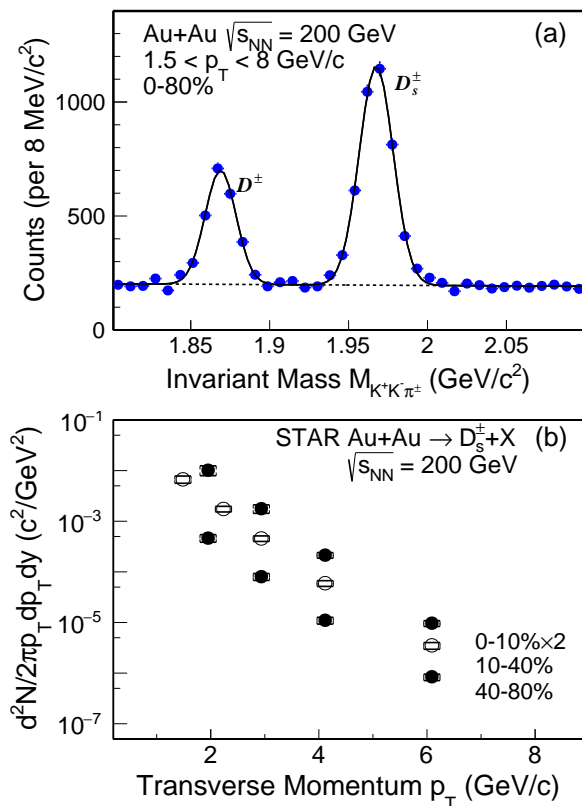 Au+Au √sNN = 200 GeV (a)
1.5 < pT < 8 GeV/c
0-80%
D±s
D±
Counts (per 8 MeV/c²)
1000
500
0
1.85 1.9 1.95 2 2.05
Invariant Mass MK⁺K⁻π± (GeV/c²)
STAR Au+Au → D±s+X (b)
√sNN = 200 GeV
d²N/2πpTdpTdy (c²/GeV²)
10⁻¹
10⁻³
10⁻⁵
10⁻⁷
0-10%×2
10-40%
40-80%
2 4 6 8
Transverse Momentum pT (GeV/c)